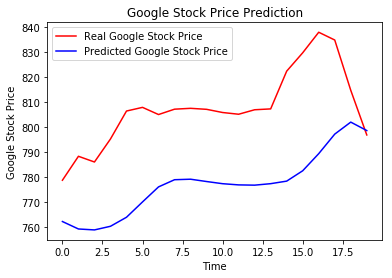 Google Stock Price Prediction
Real Google Stock Price
Predicted Google Stock Price
Google Stock Price
840
830
820
810
800
790
780
770
760
0.0 2.5 5.0 7.5 10.0 12.5 15.0 17.5
Time